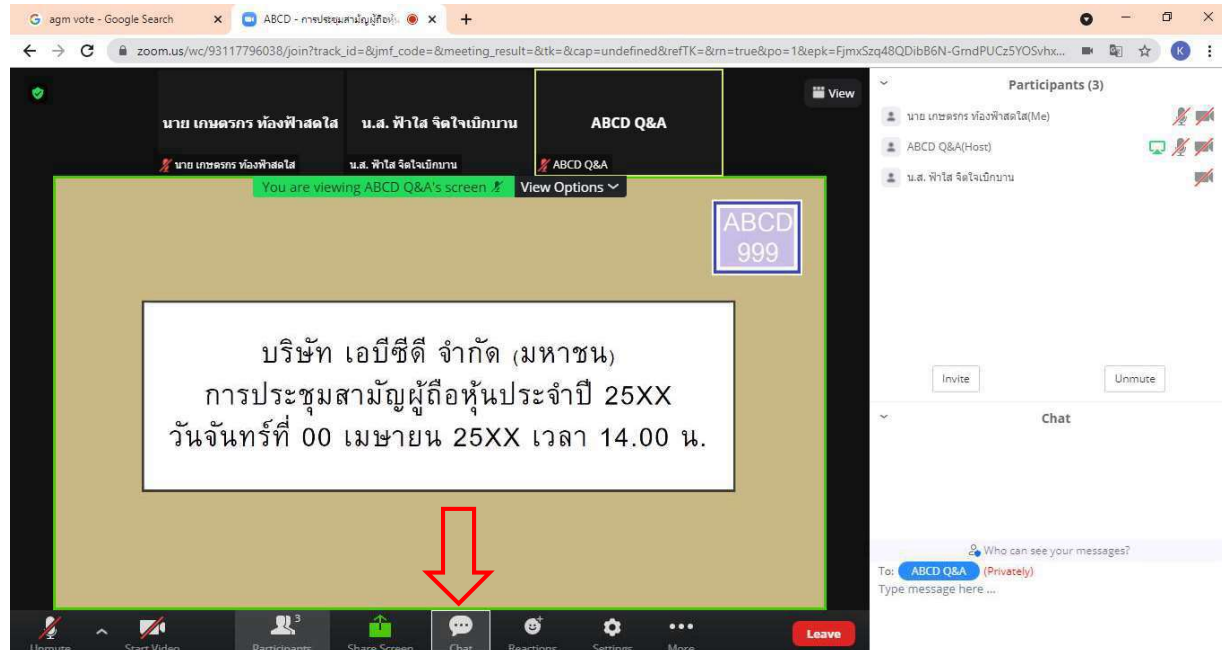 agm vote - Google Search
ABCD - การประชุมสามัญผู้ถือหุ้
zoom.us/wc/93117796038/join?track_id=&jmf_code=&meeting_result=&tk=&cap=undefined&refTK=&rn=true&po=1&epk=FjmxSzq48QDibB6N-GrndPUCz5YOSvhx...
K
View
นาย เกษตรกร ท้องฟ้าสดใส
น.ส. ฟ้าใส จิตใจเบิกบาน
ABCD Q&A
นาย เกษตรกร ท้องฟ้าสดใส
น.ส. ฟ้าใส จิตใจเบิกบาน
ABCD Q&A
You are viewing ABCD Q&A's screen
View Options
ABCD
999
บริษัท เอบีซีดี จำกัด (มหาชน)
การประชุมสามัญผู้ถือหุ้นประจำปี 25XX
วันจันทร์ที่ 00 เมษายน 25XX เวลา 14.00 น.
Unmute
Start Video
3
Participants
Share Screen
Chat
Reactions
Settings
More
Leave
Participants (3)
นาย เกษตรกร ท้องฟ้าสดใส(Me)
ABCD Q&A(Host)
น.ส. ฟ้าใส จิตใจเบิกบาน
Invite
Unmute
Chat
Who can see your messages?
To: ABCD Q&A (Privately)
Type message here ...